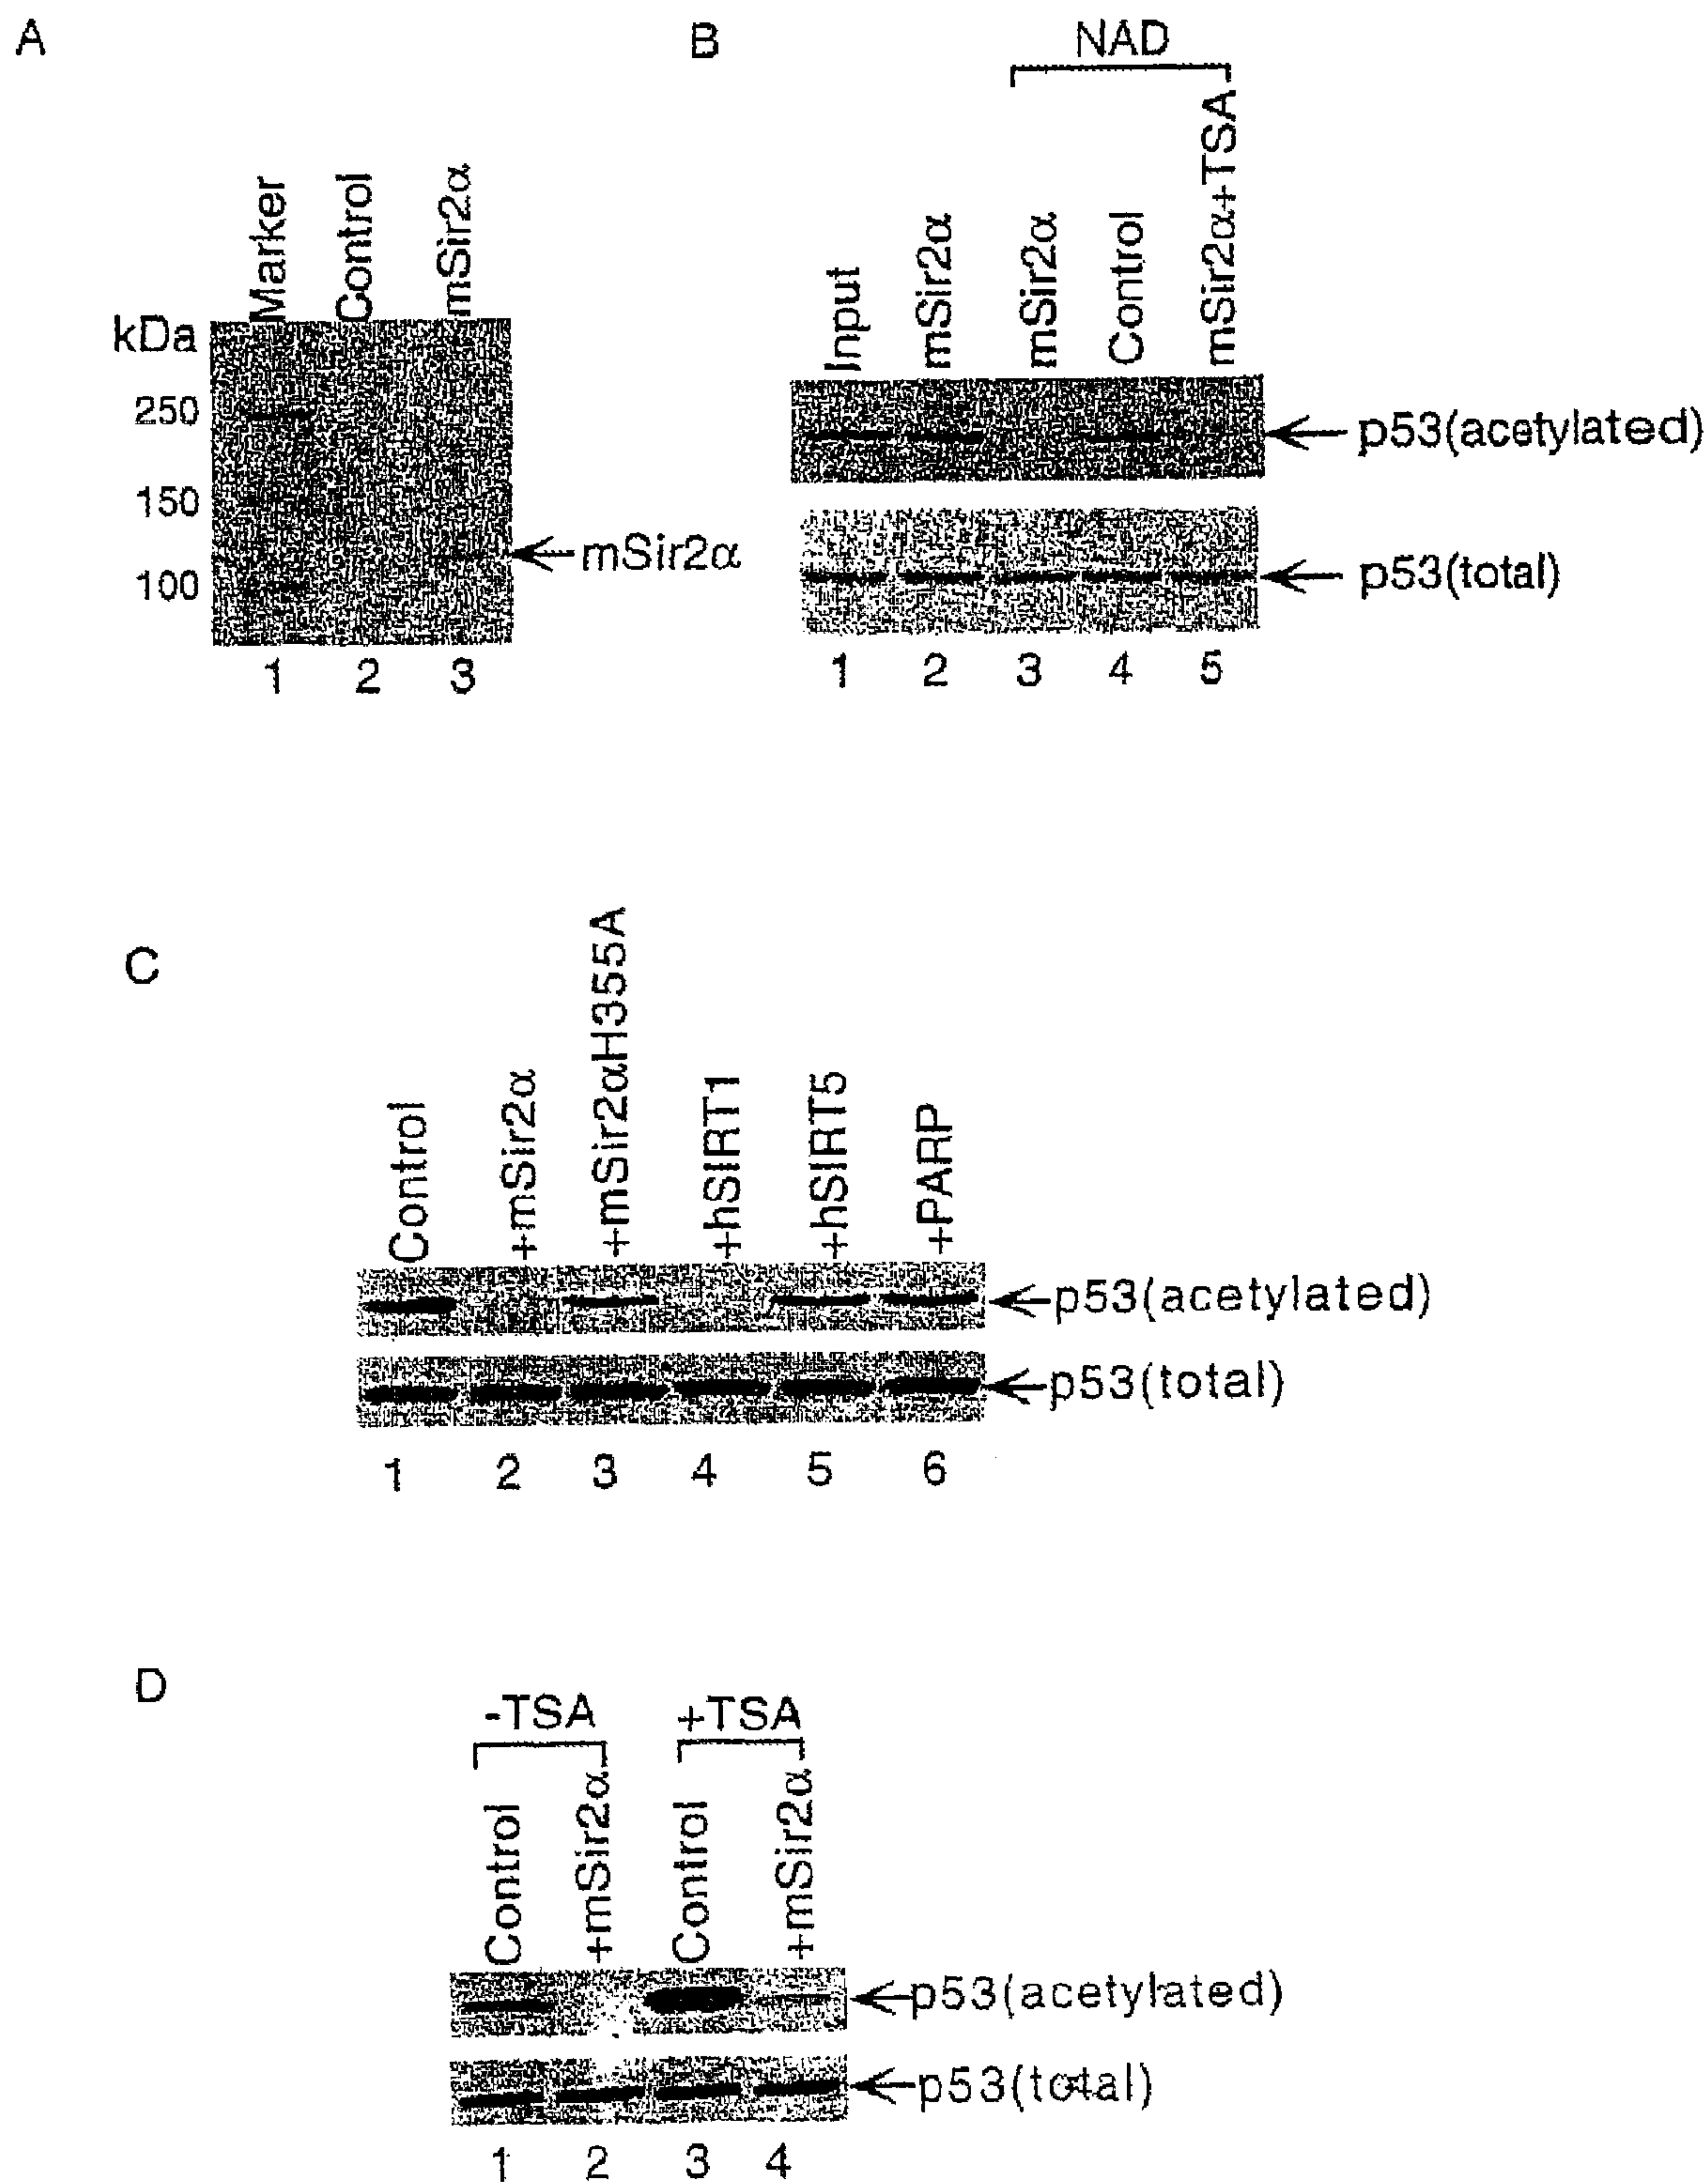 A
Marker
Control
mSir2α
kDa
250
150
100
mSir2α
1 2 3
B
NAD
Input
mSir2α
mSir2α
Control
mSir2α+TSA
p53(acetylated)
p53(total)
1 2 3 4 5
C
Control
+mSir2α
+mSir2αH355A
+hSIRT1
+hSIRT5
+PARP
p53(acetylated)
p53(total)
1 2 3 4 5 6
D
-TSA +TSA
Control
+mSir2α
Control
+mSir2α
p53(acetylated)
p53(total)
1 2 3 4